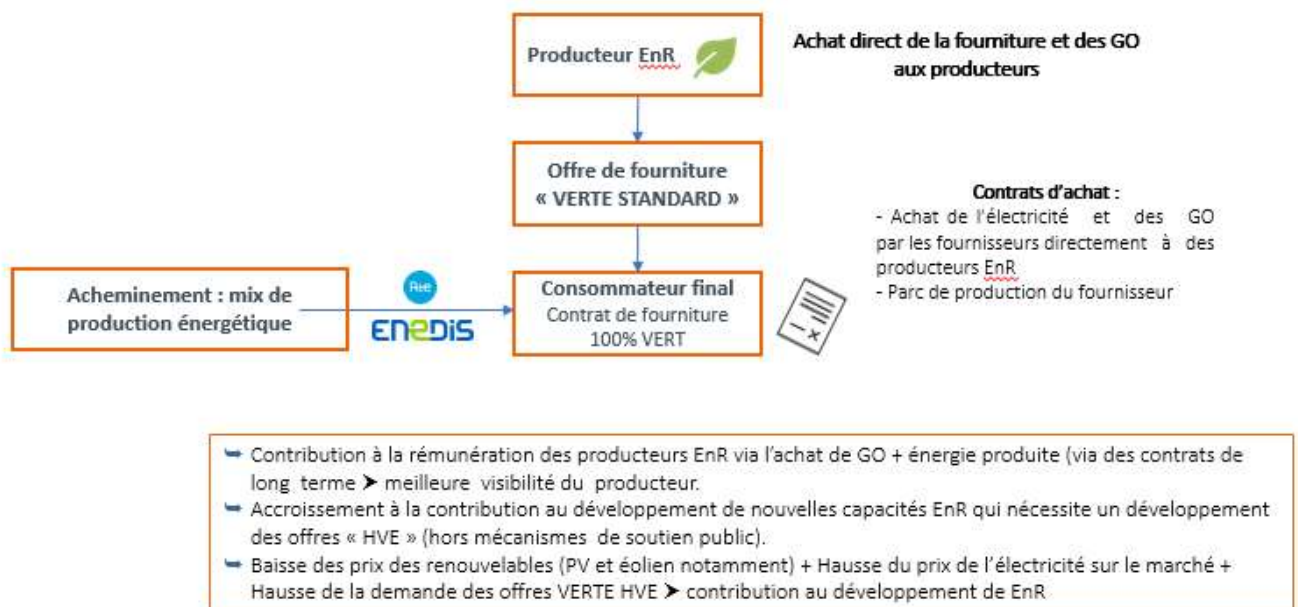 Producteur EnR
Achat direct de la fourniture et des GO
aux producteurs
Offre de fourniture
« VERTE STANDARD »
Contrats d'achat :
- Achat de l'électricité et des GO
par les fournisseurs directement à des
producteurs EnR
- Parc de production du fournisseur
Acheminement : mix de
production énergétique
Rte
ENEDIS
Consommateur final
Contrat de fourniture
100% VERT
➥ Contribution à la rémunération des producteurs EnR via l'achat de GO + énergie produite (via des contrats de
long terme ➤ meilleure visibilité du producteur.
➥ Accroissement à la contribution au développement de nouvelles capacités EnR qui nécessite un développement
des offres « HVE » (hors mécanismes de soutien public).
➥ Baisse des prix des renouvelables (PV et éolien notamment) + Hausse du prix de l'électricité sur le marché +
Hausse de la demande des offres VERTE HVE ➤ contribution au développement de EnR